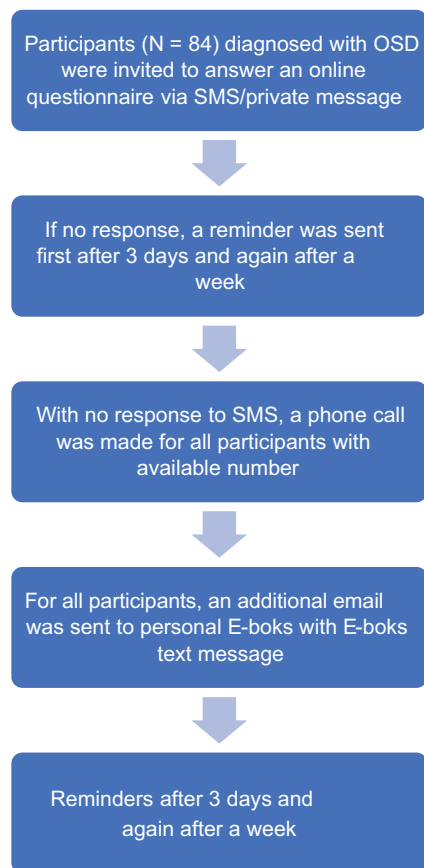 Participants (N = 84) diagnosed with OSD
were invited to answer an online
questionnaire via SMS/private message
If no response, a reminder was sent
first after 3 days and again after a
week
With no response to SMS, a phone call
was made for all participants with
available number
For all participants, an additional email
was sent to personal E-boks with E-boks
text message
Reminders after 3 days and
again after a week